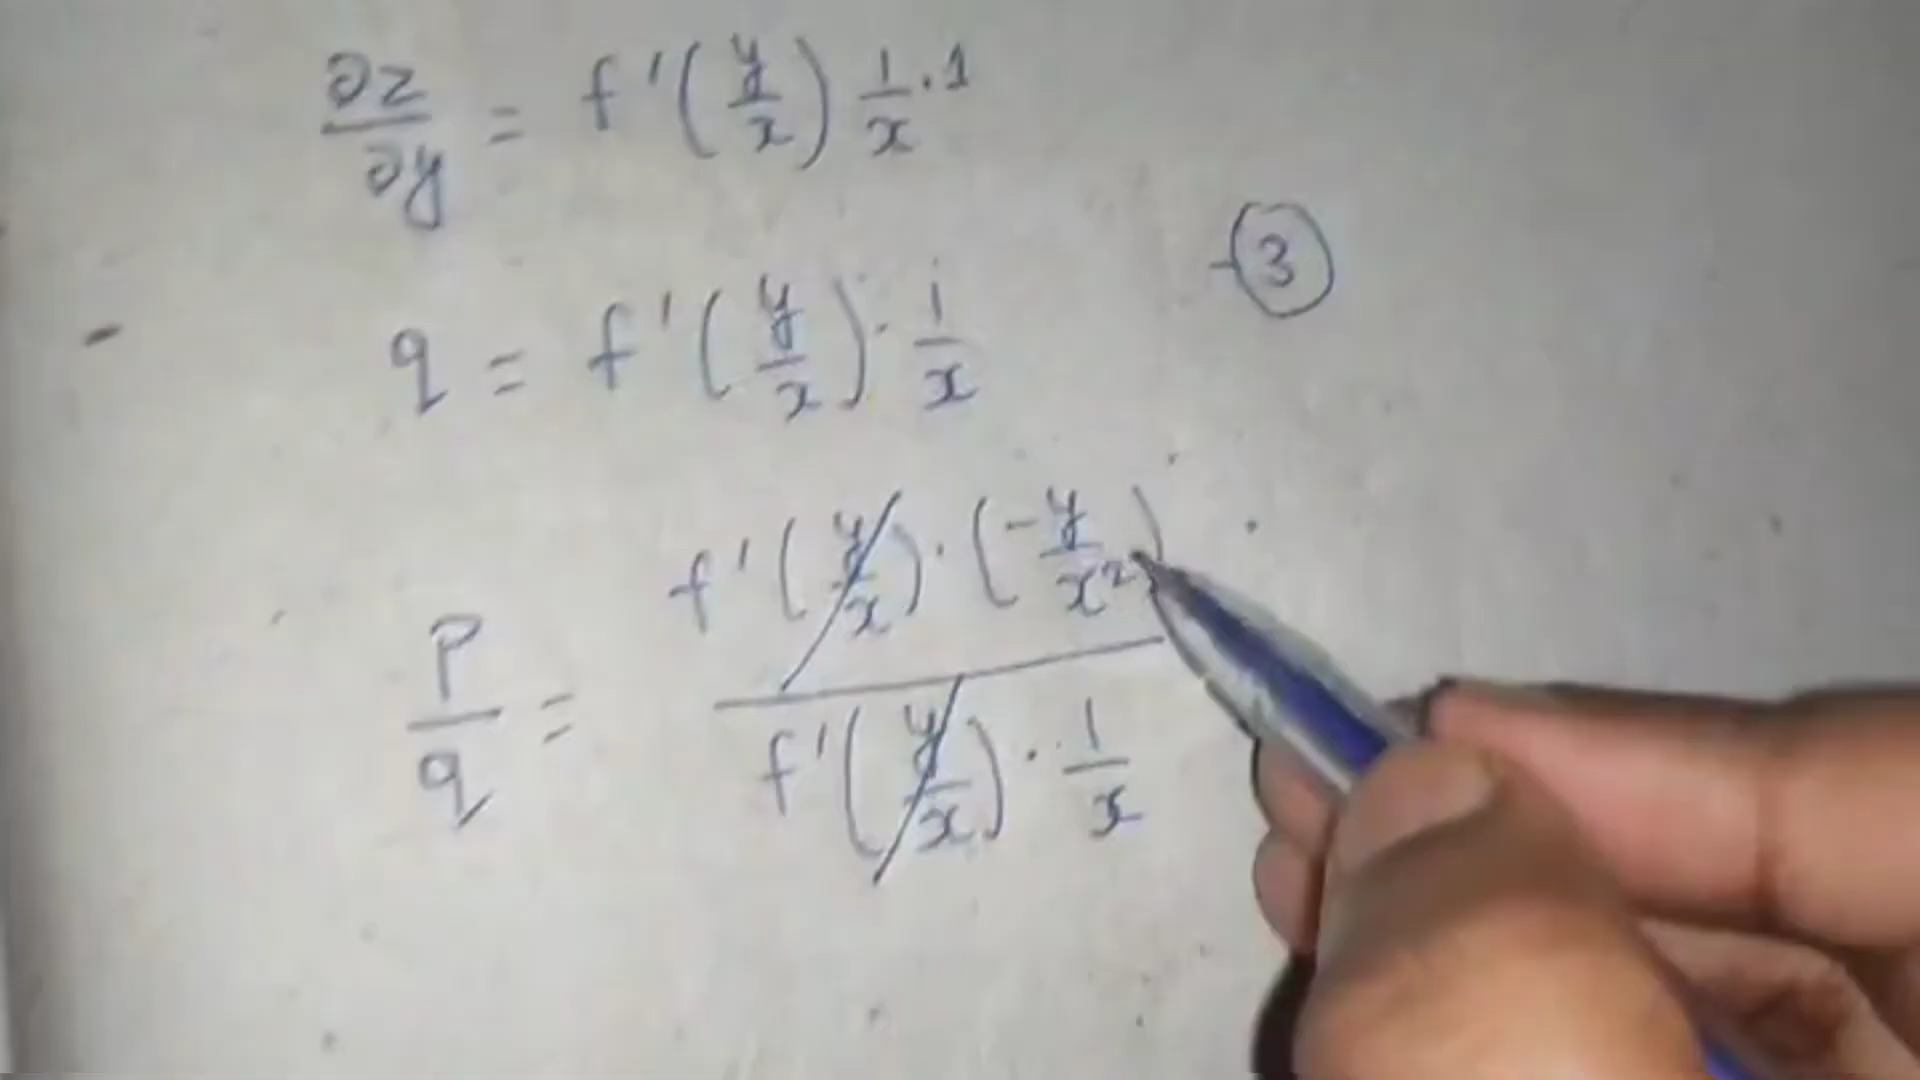 ∂z/∂y = f'(y/x) 1/x · 1
q = f'(y/x) · 1/x -③
p/q = f'(y/x) · (-y/x²) / f'(y/x) · 1/x